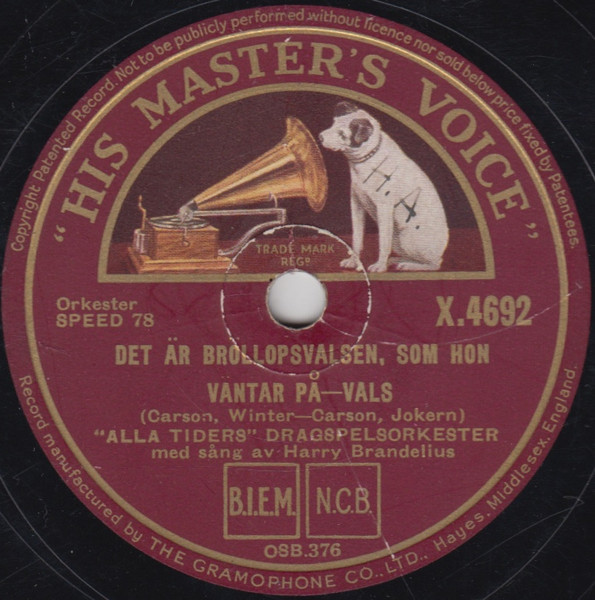 Copyright Patented Record. Not to be publicly performed without licence nor sold below price fixed by Patentees.
"HIS MASTER'S VOICE"
H.A.
TRADE MARK
REGD
Orkester
SPEED 78
X.4692
DET ÄR BRÖLLOPSVALSEN, SOM HON
VÄNTAR PÅ—VALS
(Carson, Winter—Carson, Jokern)
"ALLA TIDERS" DRAGSPELSORKESTER
med sång av Harry Brandelius
B.I.E.M. N.C.B.
OSB.376
Record manufactured by THE GRAMOPHONE CO., LTD., Hayes, Middlesex, England.